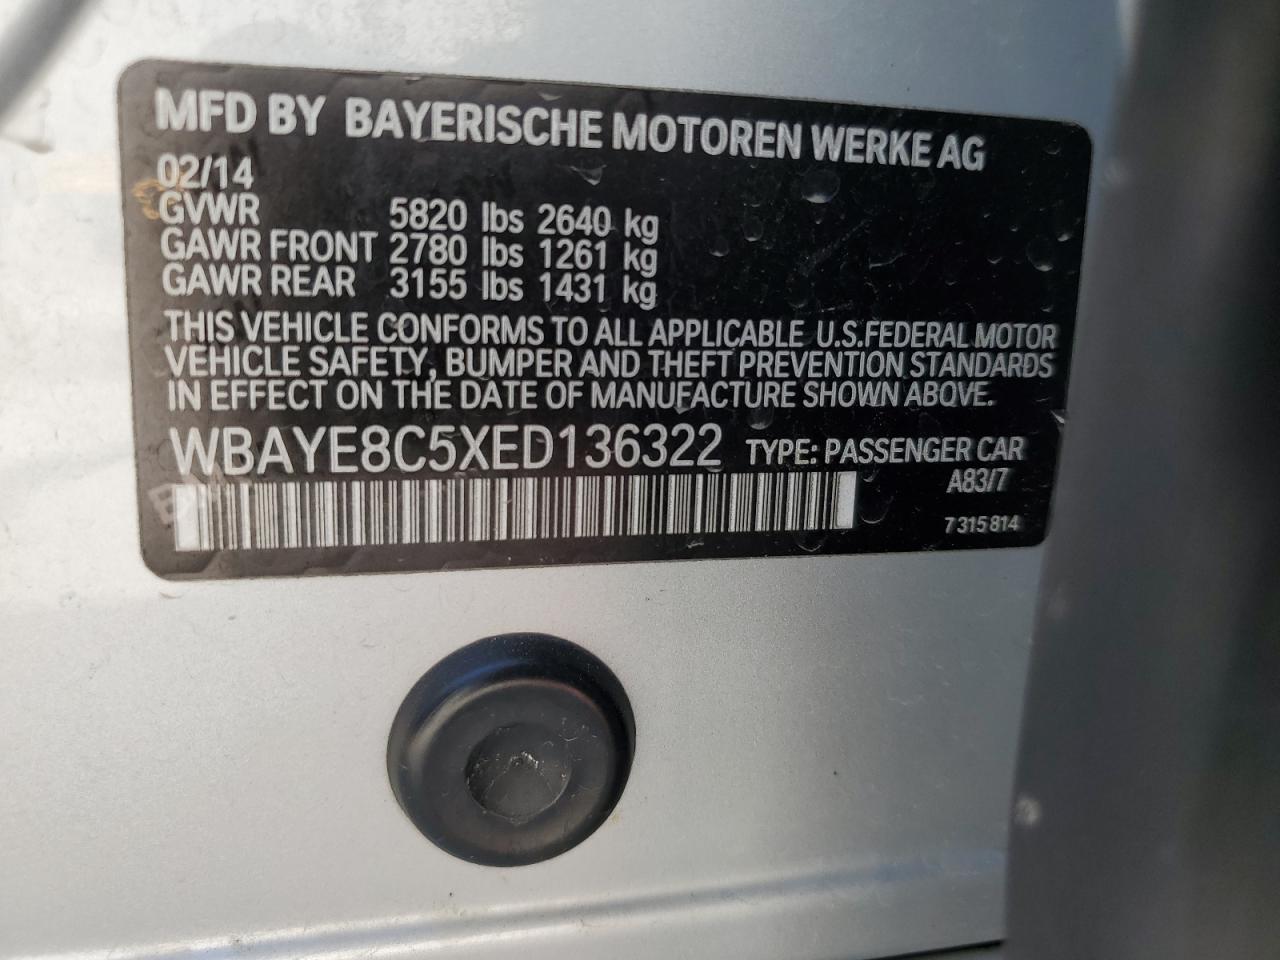 MFD BY BAYERISCHE MOTOREN WERKE AG
02/14
GVWR 5820 lbs 2640 kg
GAWR FRONT 2780 lbs 1261 kg
GAWR REAR 3155 lbs 1431 kg
THIS VEHICLE CONFORMS TO ALL APPLICABLE U.S.FEDERAL MOTOR
VEHICLE SAFETY, BUMPER AND THEFT PREVENTION STANDARDS
IN EFFECT ON THE DATE OF MANUFACTURE SHOWN ABOVE.
WBAYE8C5XED136322 TYPE: PASSENGER CAR
A83/7
7 315 814